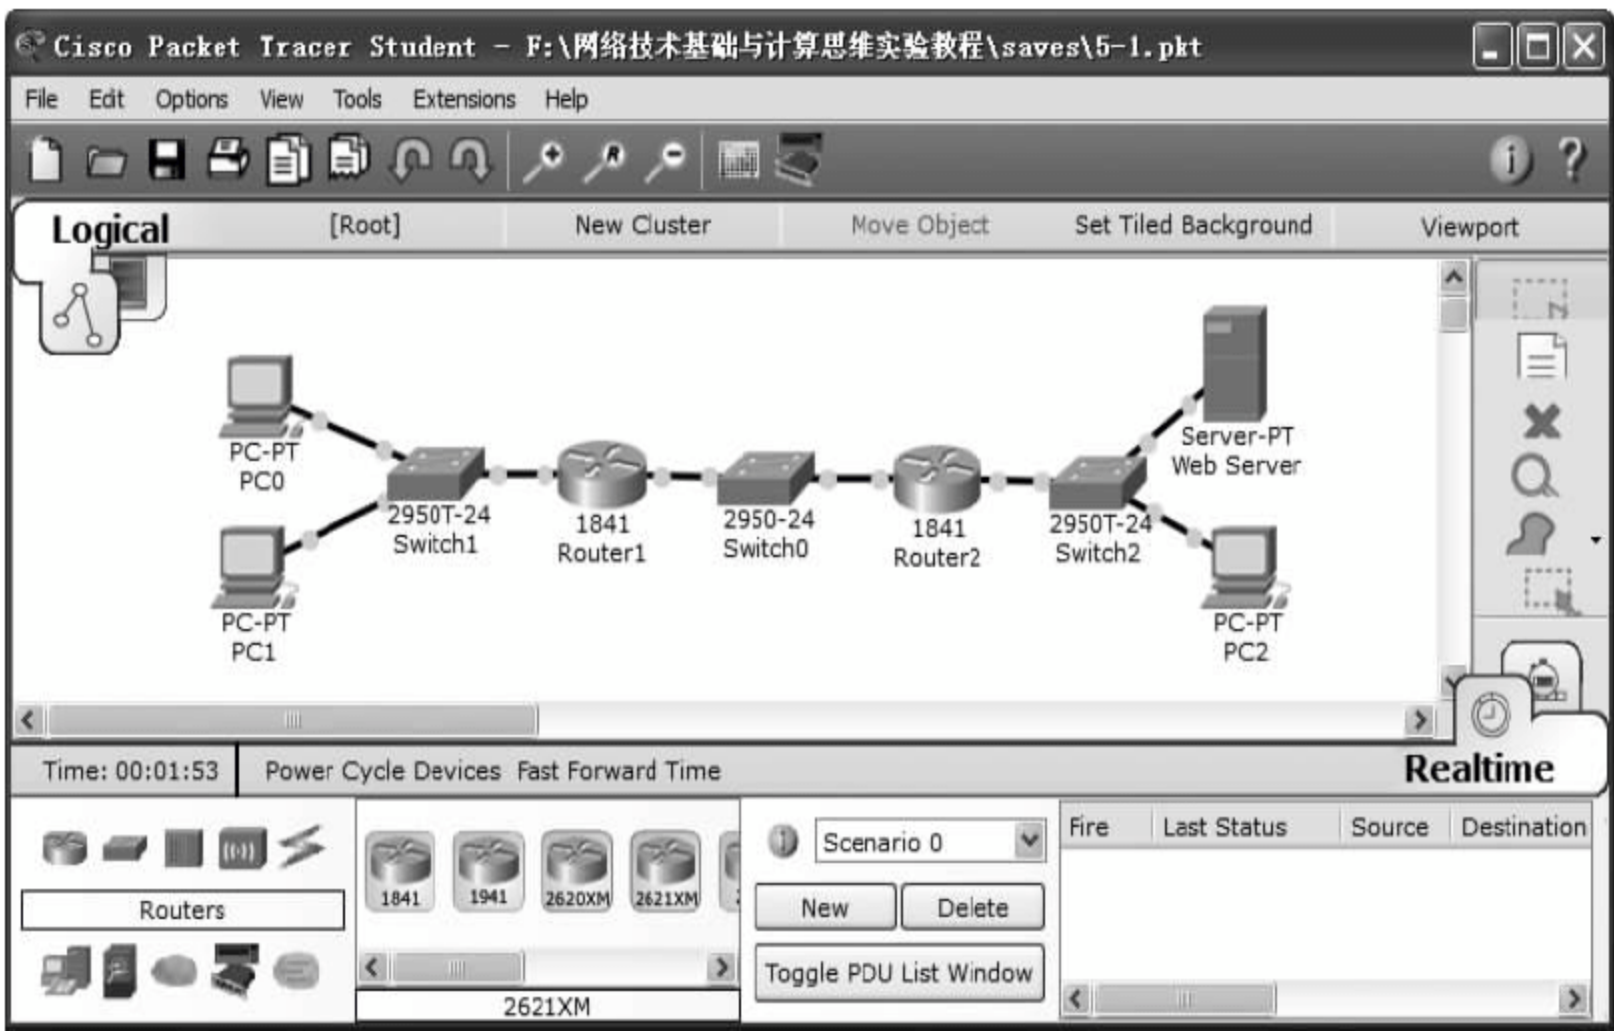 Cisco Packet Tracer Student - F:\网络技术基础与计算思维实验教程\saves\5-1.pkt
File Edit Options View Tools Extensions Help
Logical [Root] New Cluster Move Object Set Tiled Background Viewport
PC-PT
PC0
PC-PT
PC1
2950T-24
Switch1
1841
Router1
2950-24
Switch0
1841
Router2
2950T-24
Switch2
Server-PT
Web Server
PC-PT
PC2
Time: 00:01:53 Power Cycle Devices Fast Forward Time Realtime
Routers
1841 1941 2620XM 2621XM
2621XM
Scenario 0
New Delete
Toggle PDU List Window
Fire Last Status Source Destination